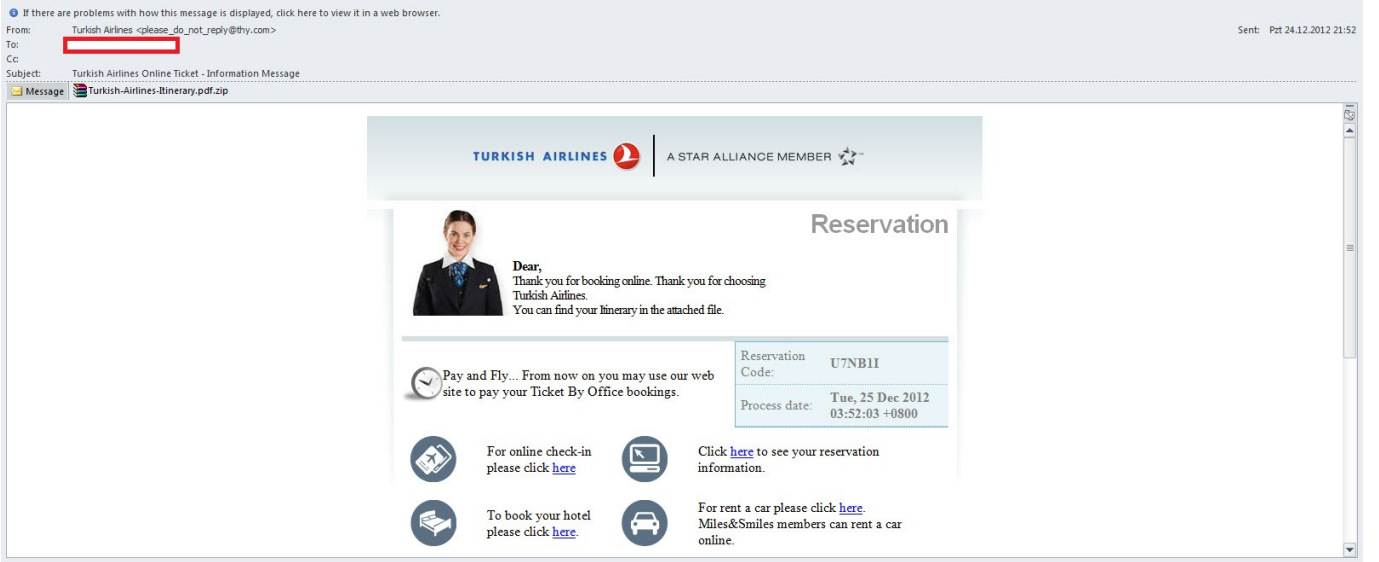 If there are problems with how this message is displayed, click here to view it in a web browser.
From: Turkish Airlines <please_do_not_reply@thy.com>
Sent: Pzt 24.12.2012 21:52
To:
Cc:
Subject: Turkish Airlines Online Ticket - Information Message
Message Turkish-Airlines-Itinerary.pdf.zip
TURKISH AIRLINES A STAR ALLIANCE MEMBER
Reservation
Dear,
Thank you for booking online. Thank you for choosing
Turkish Airlines.
You can find your Itinerary in the attached file.
Pay and Fly... From now on you may use our web
site to pay your Ticket By Office bookings.
Reservation
Code: U7NB1I
Process date: Tue, 25 Dec 2012
03:52:03 +0800
For online check-in
please click here
Click here to see your reservation
information.
To book your hotel
please click here.
For rent a car please click here.
Miles&Smiles members can rent a car
online.